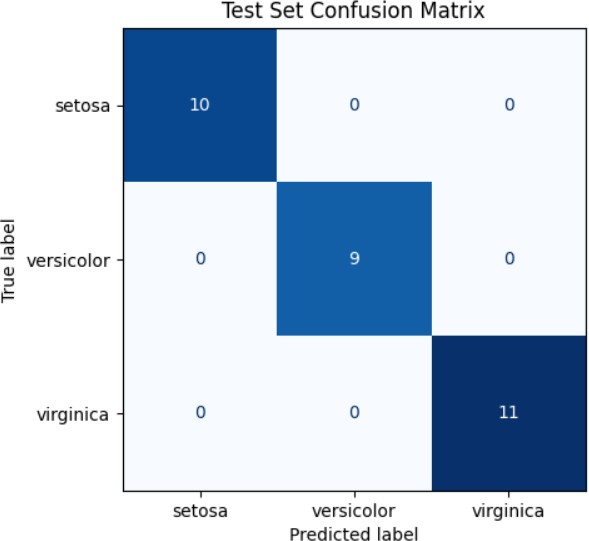 Test Set Confusion Matrix
setosa 10 0 0
versicolor 0 9 0
virginica 0 0 11
True label
setosa versicolor virginica
Predicted label